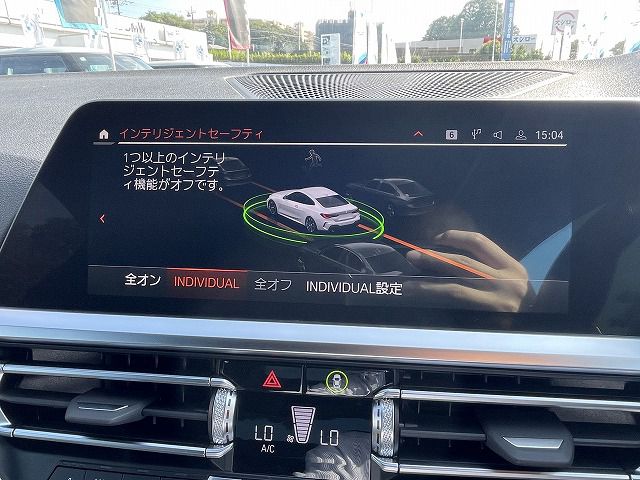 インテリジェントセーフティ
6
15:04
1つ以上のインテリ
ジェントセーフテ
ィ機能がオフです。
全オン INDIVIDUAL 全オフ INDIVIDUAL設定
LO LO
A/C